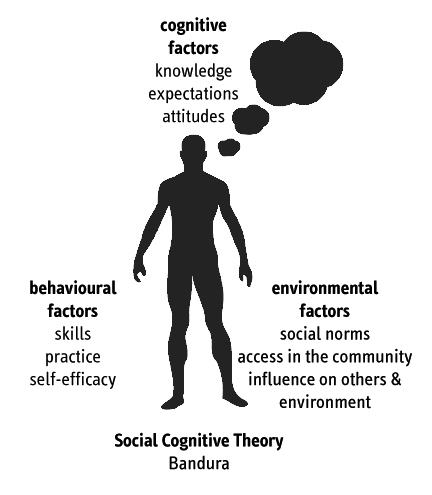 cognitive
factors
knowledge
expectations
attitudes
behavioural
factors
skills
practice
self-efficacy
environmental
factors
social norms
access in the community
influence on others &
environment
Social Cognitive Theory
Bandura